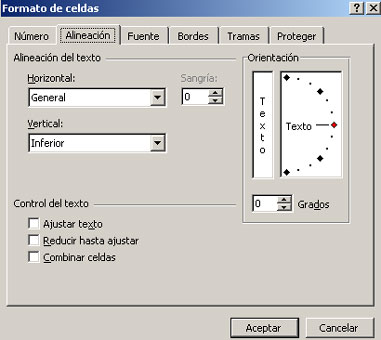 Formato de celdas
Número Alineación Fuente Bordes Tramas Proteger
Alineación del texto
Horizontal:
General
Sangría:
0
Vertical:
Inferior
Orientación
Texto
Texto
0 Grados
Control del texto
Ajustar texto
Reducir hasta ajustar
Combinar celdas
Aceptar Cancelar